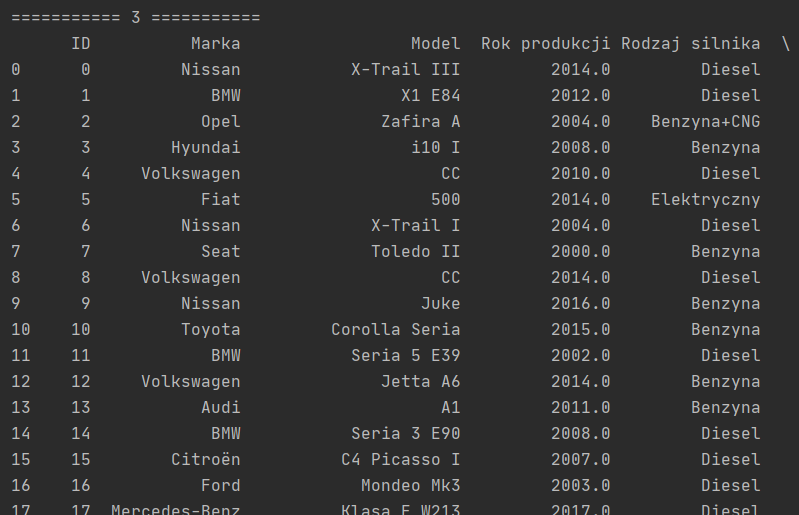 =========== 3 ===========
ID Marka Model Rok produkcji Rodzaj silnika \
0 0 Nissan X-Trail III 2014.0 Diesel
1 1 BMW X1 E84 2012.0 Diesel
2 2 Opel Zafira A 2004.0 Benzyna+CNG
3 3 Hyundai i10 I 2008.0 Benzyna
4 4 Volkswagen CC 2010.0 Diesel
5 5 Fiat 500 2014.0 Elektryczny
6 6 Nissan X-Trail I 2004.0 Diesel
7 7 Seat Toledo II 2000.0 Benzyna
8 8 Volkswagen CC 2014.0 Diesel
9 9 Nissan Juke 2016.0 Benzyna
10 10 Toyota Corolla Seria 2015.0 Benzyna
11 11 BMW Seria 5 E39 2002.0 Diesel
12 12 Volkswagen Jetta A6 2014.0 Benzyna
13 13 Audi A1 2011.0 Benzyna
14 14 BMW Seria 3 E90 2008.0 Diesel
15 15 Citroën C4 Picasso I 2007.0 Diesel
16 16 Ford Mondeo Mk3 2003.0 Diesel
17 17 Mercedes-Benz Klasa E W213 2017.0 Diesel